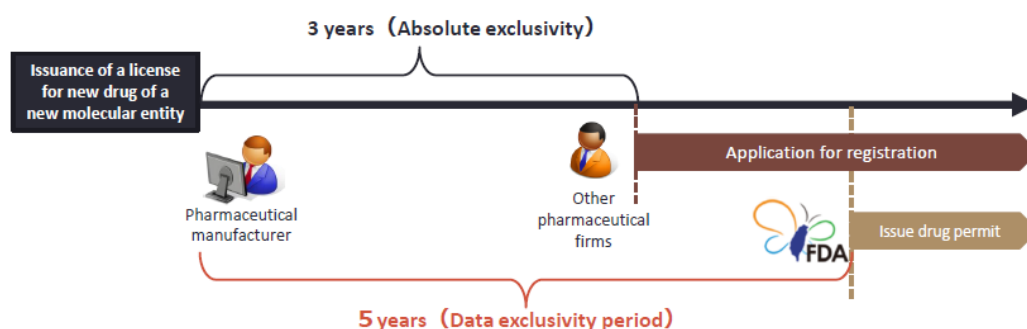 3 years（Absolute exclusivity）
Issuance of a license
for new drug of a
new molecular entity
Application for registration
Pharmaceutical
manufacturer
Other
pharmaceutical
firms
FDA
Issue drug permit
5 years（Data exclusivity period）